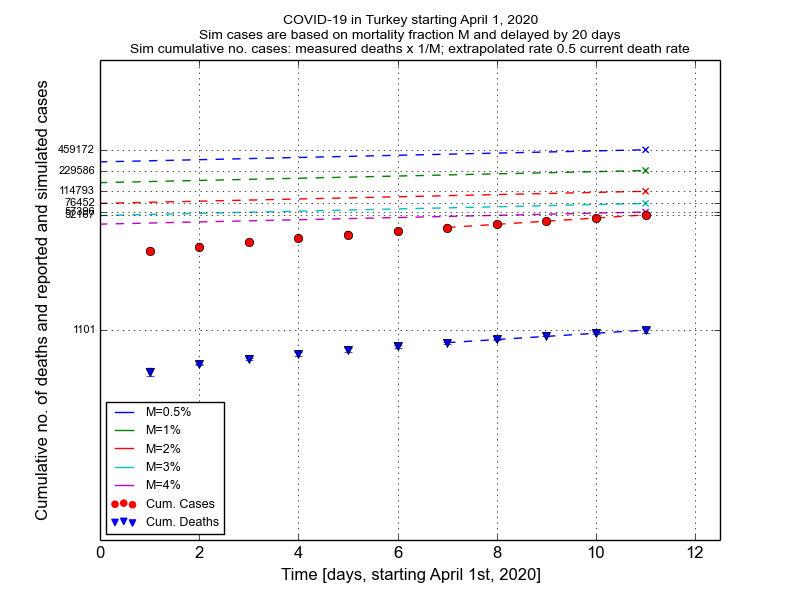 COVID-19 in Turkey starting April 1, 2020
Sim cases are based on mortality fraction M and delayed by 20 days
Sim cumulative no. cases: measured deaths x 1/M; extrapolated rate 0.5 current death rate
Cumulative no. of deaths and reported and simulated cases
459172
229586
114793
76452
1101
M=0.5%
M=1%
M=2%
M=3%
M=4%
Cum. Cases
Cum. Deaths
0 2 4 6 8 10 12
Time [days, starting April 1st, 2020]